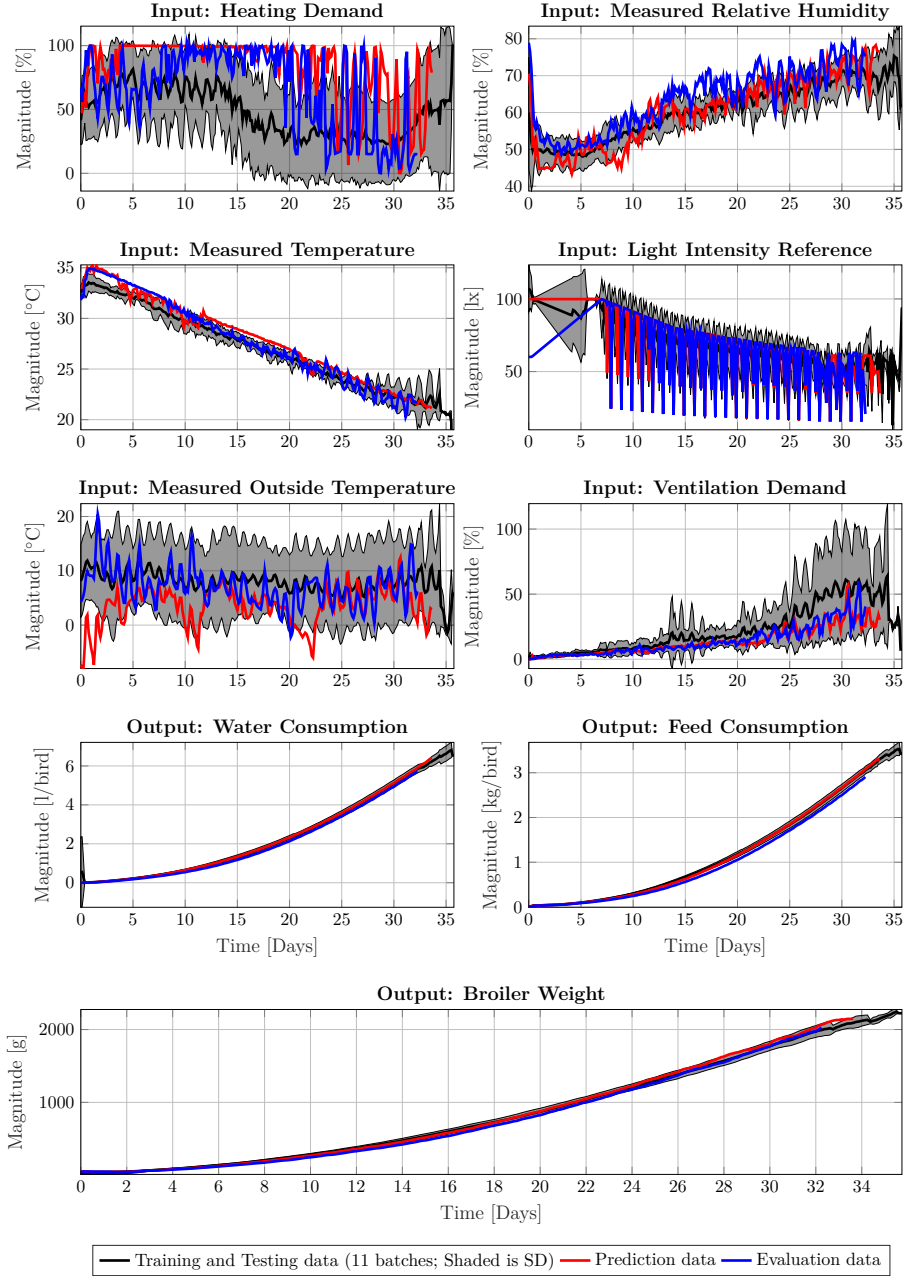 Input: Heating Demand
Magnitude [%]
100
50
0
0 5 10 15 20 25 30 35
Input: Measured Relative Humidity
Magnitude [%]
80
70
60
50
40
0 5 10 15 20 25 30 35
Input: Measured Temperature
Magnitude [°C]
35
30
25
20
0 5 10 15 20 25 30 35
Input: Light Intensity Reference
Magnitude [lx]
100
50
0 5 10 15 20 25 30 35
Input: Measured Outside Temperature
Magnitude [°C]
20
10
0
0 5 10 15 20 25 30 35
Input: Ventilation Demand
Magnitude [%]
100
50
0
0 5 10 15 20 25 30 35
Output: Water Consumption
Magnitude [l/bird]
6
4
2
0
0 5 10 15 20 25 30 35
Time [Days]
Output: Feed Consumption
Magnitude [kg/bird]
3
2
1
0
0 5 10 15 20 25 30 35
Time [Days]
Output: Broiler Weight
Magnitude [g]
2000
1000
0 2 4 6 8 10 12 14 16 18 20 22 24 26 28 30 32 34
Time [Days]
Training and Testing data (11 batches; Shaded is SD) Prediction data Evaluation data